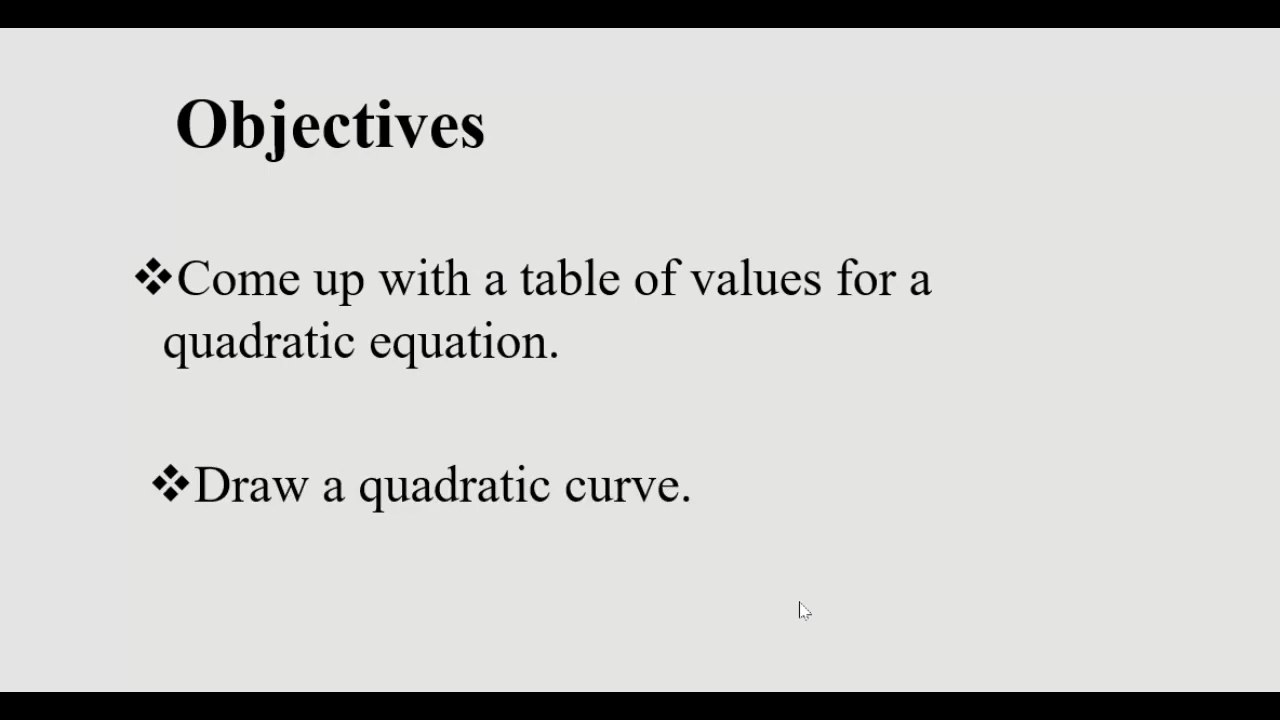 Objectives
❖Come up with a table of values for a
quadratic equation.
❖Draw a quadratic curve.